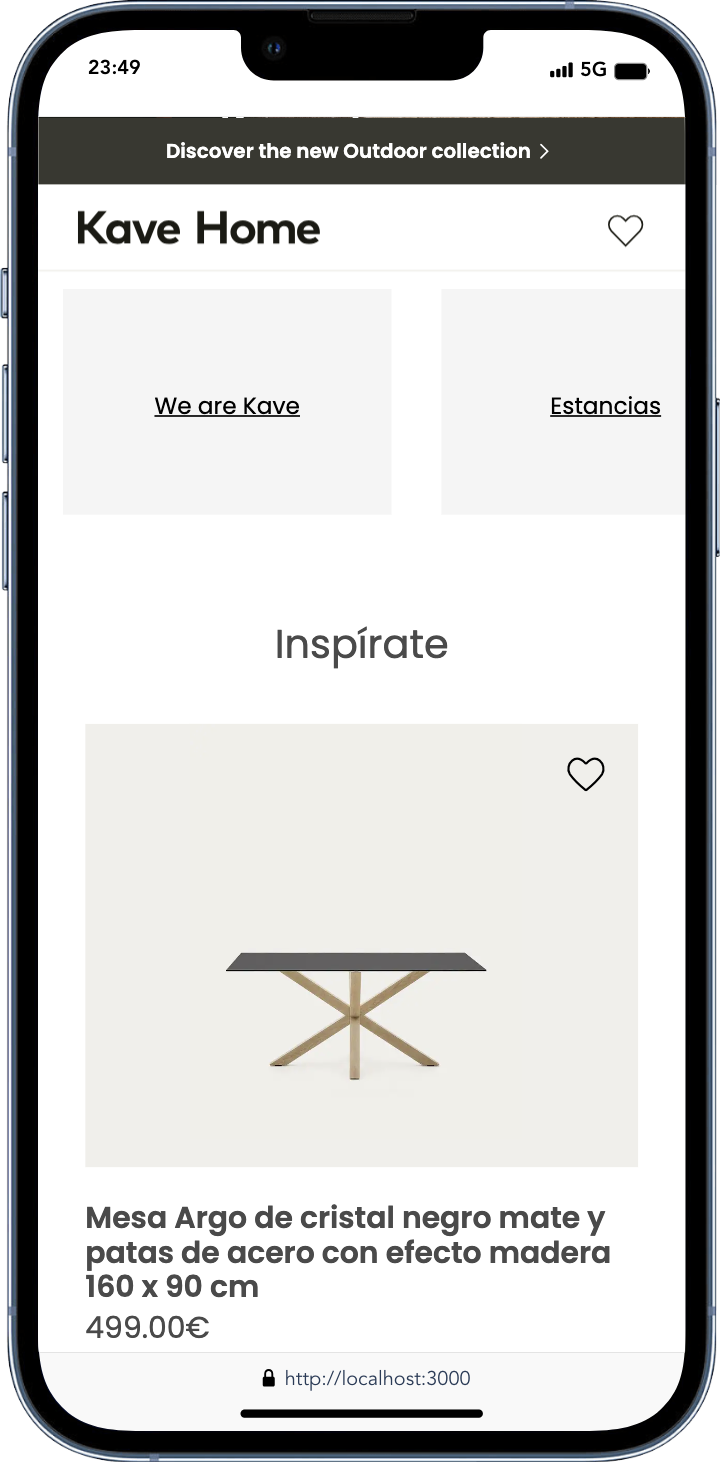 23:49
5G
Discover the new Outdoor collection
Kave Home
We are Kave
Estancias
Inspírate
Mesa Argo de cristal negro mate y
patas de acero con efecto madera
160 x 90 cm
499.00€
http://localhost:3000